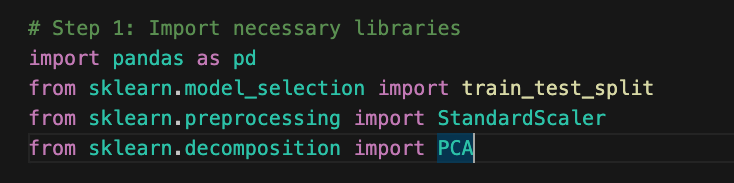 # Step 1: Import necessary libraries
import pandas as pd
from sklearn.model_selection import train_test_split
from sklearn.preprocessing import StandardScaler
from sklearn.decomposition import PCA